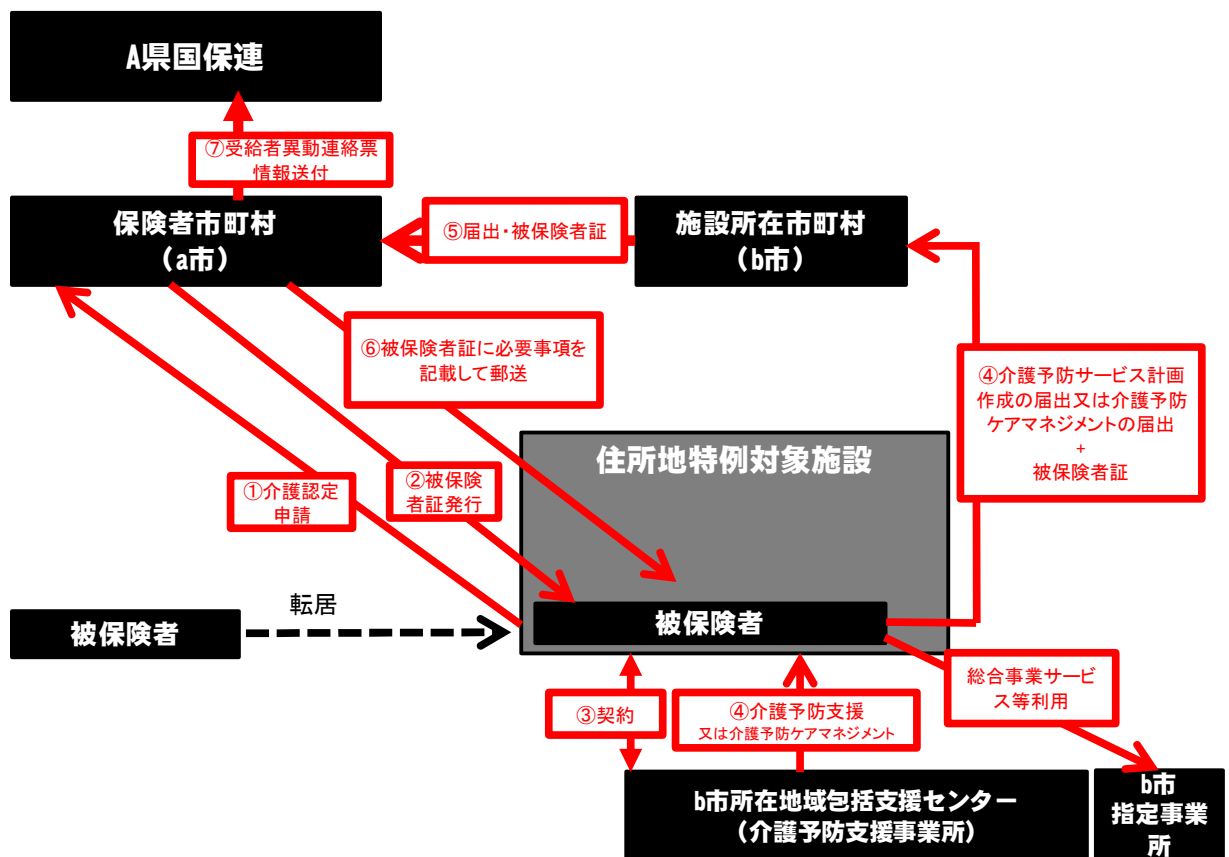 A県国保連
⑦受給者異動連絡票
情報送付
保険者市町村
（a市）
⑤届出・被保険者証
施設所在市町村
（b市）
⑥被保険者証に必要事項を
記載して郵送
④介護予防サービス計画
作成の届出又は介護予防
ケアマネジメントの届出
+
被保険者証
住所地特例対象施設
①介護認定
申請
②被保険
者証発行
転居
被保険者
被保険者
総合事業サービ
ス等利用
③契約
④介護予防支援
又は介護予防ケアマネジメント
b市所在地域包括支援センター
（介護予防支援事業所）
b市
指定事業
所